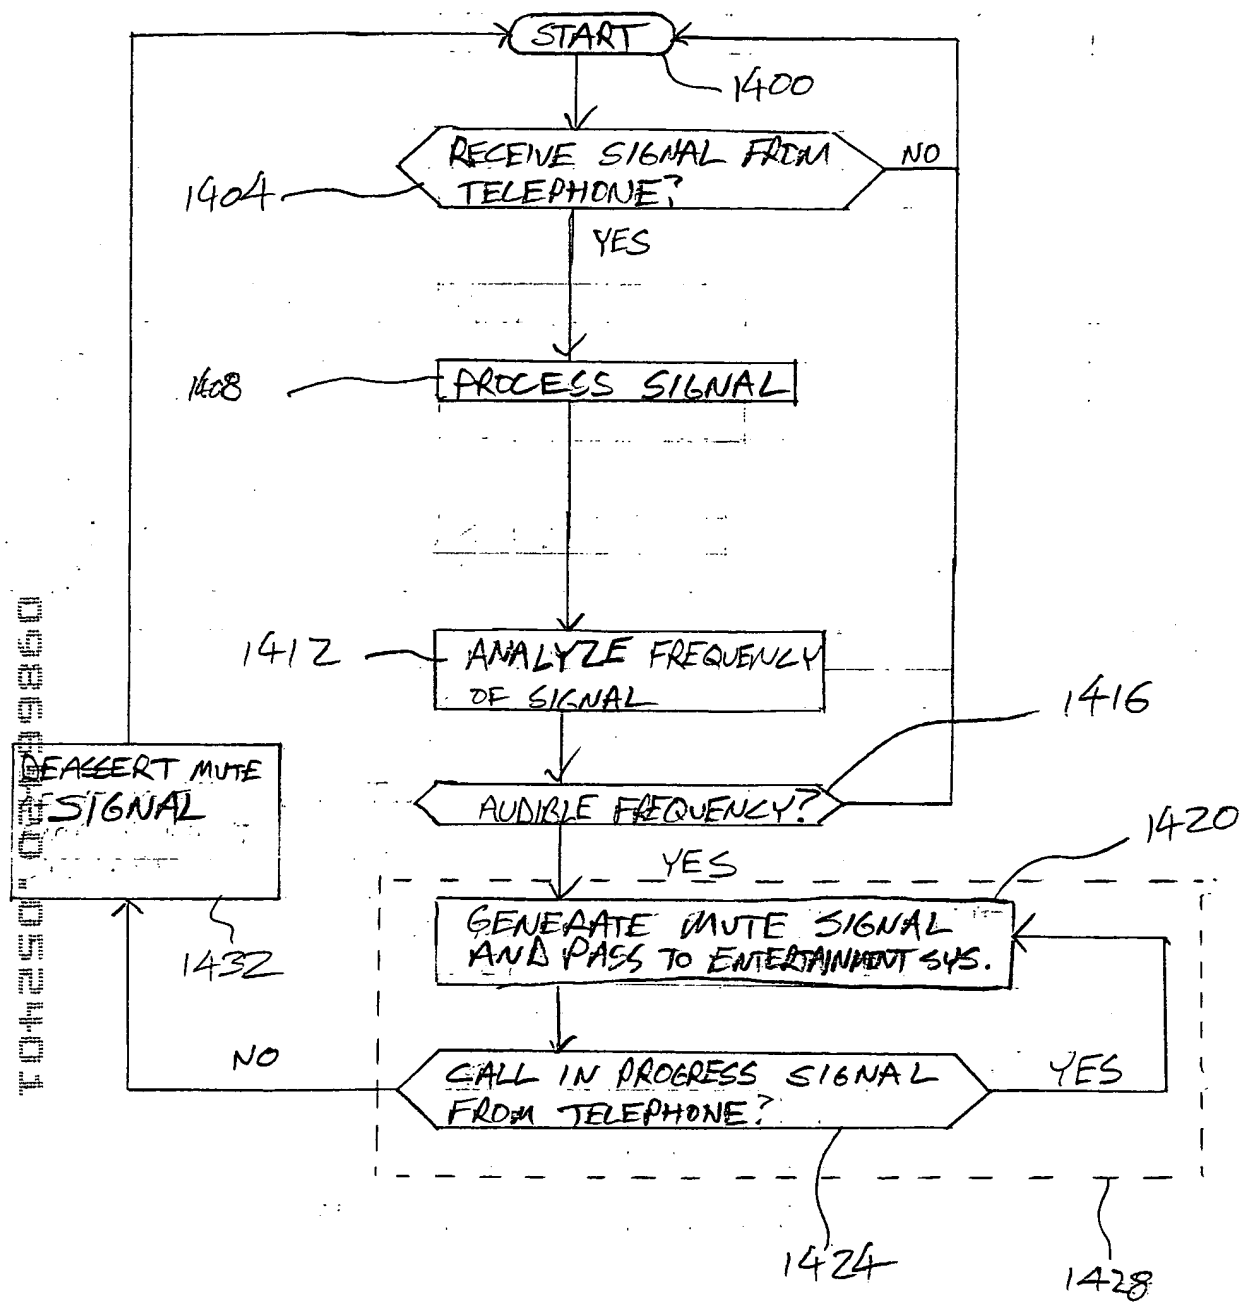 START
1400
RECEIVE SIGNAL FROM
TELEPHONE?
NO
1404
YES
PROCESS SIGNAL
1408
1412
ANALYZE FREQUENCY
OF SIGNAL
1416
DEASSERT MUTE
SIGNAL
AUDIBLE FREQUENCY?
1420
YES
GENERATE MUTE SIGNAL
AND PASS TO ENTERTAINMENT SYS.
1432
NO
CALL IN PROGRESS SIGNAL
FROM TELEPHONE?
YES
1424
1428